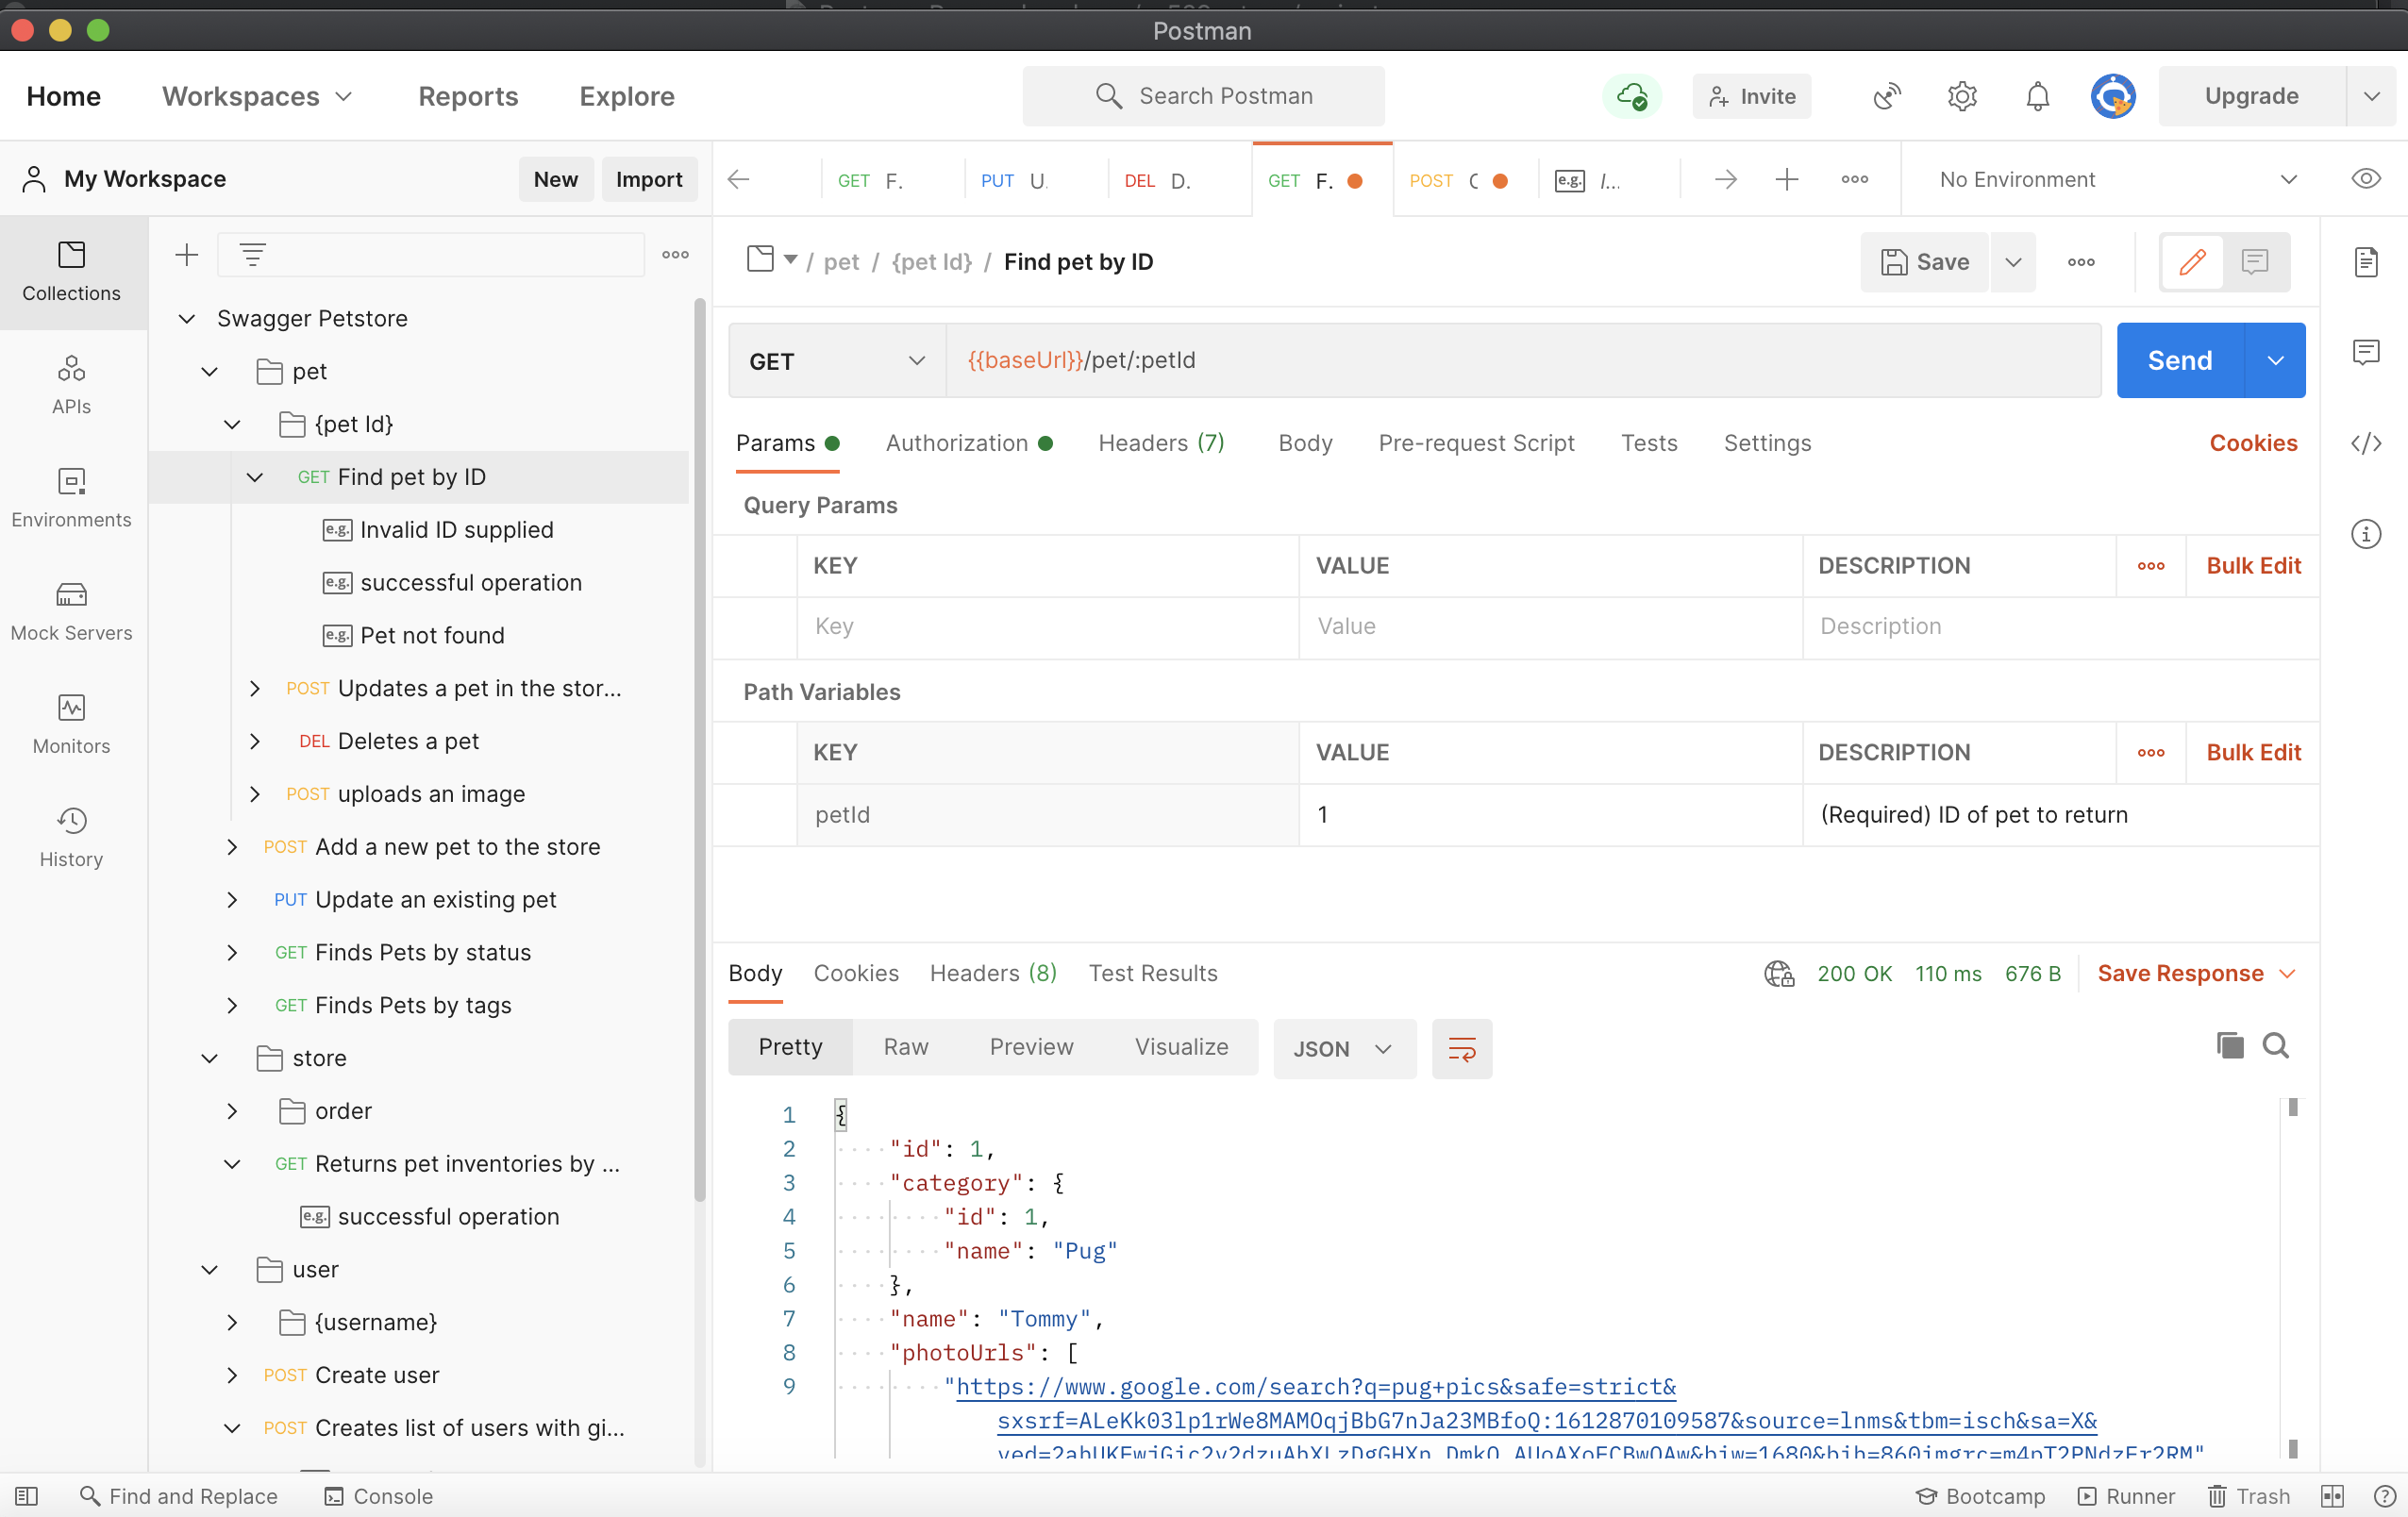 Postman
Home
Workspaces
Reports
Explore
Search Postman
Invite
Upgrade
My Workspace
New
Import
GET F.
PUT U.
DEL D.
GET F.
POST
e.g. /...
No Environment
Collections
APIs
Environments
Mock Servers
Monitors
History
Swagger Petstore
pet
{pet Id}
GET Find pet by ID
e.g. Invalid ID supplied
e.g. successful operation
e.g. Pet not found
POST Updates a pet in the stor...
DEL Deletes a pet
POST uploads an image
POST Add a new pet to the store
PUT Update an existing pet
GET Finds Pets by status
GET Finds Pets by tags
store
order
GET Returns pet inventories by ...
e.g. successful operation
user
{username}
POST Create user
POST Creates list of users with gi...
/ pet / {pet Id} / Find pet by ID
Save
GET
{{baseUrl}}/pet/:petId
Send
Params
Authorization
Headers (7)
Body
Pre-request Script
Tests
Settings
Cookies
Query Params
KEY VALUE DESCRIPTION Bulk Edit
Key Value Description
Path Variables
KEY VALUE DESCRIPTION Bulk Edit
petId 1 (Required) ID of pet to return
Body
Cookies
Headers (8)
Test Results
200 OK 110 ms 676 B
Save Response
Pretty
Raw
Preview
Visualize
JSON
1 {
2 "id": 1,
3 "category": {
4 "id": 1,
5 "name": "Pug"
6 },
7 "name": "Tommy",
8 "photoUrls": [
9 "https://www.google.com/search?q=pug+pics&safe=strict&
sxsrf=ALeKk03lp1rWe8MAMOqjBbG7nJa23MBfoQ:1612870109587&source=lnms&tbm=isch&sa=X&
Find and Replace
Console
Bootcamp
Runner
Trash